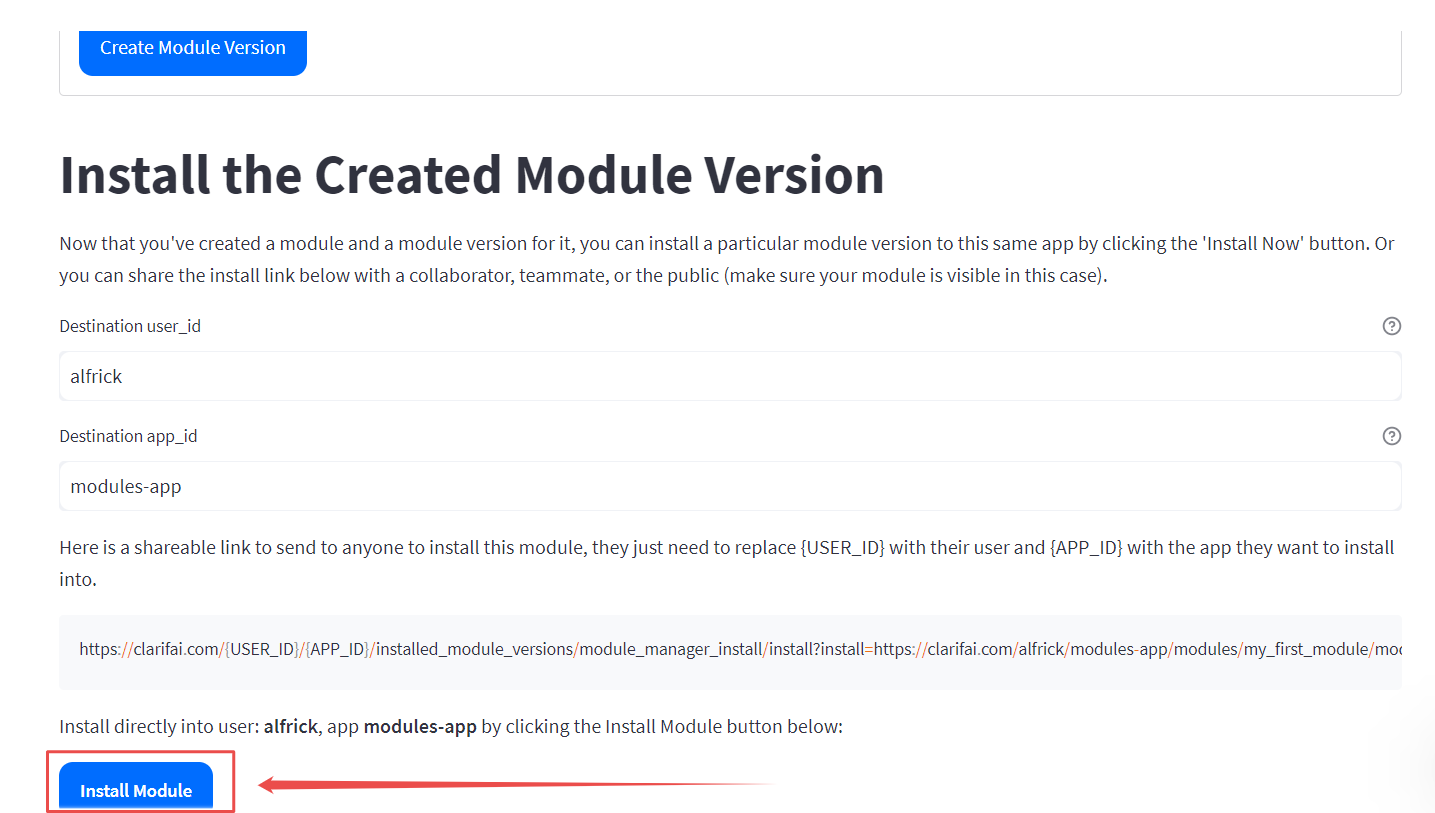 Create Module Version
Install the Created Module Version
Now that you've created a module and a module version for it, you can install a particular module version to this same app by clicking the 'Install Now' button. Or
you can share the install link below with a collaborator, teammate, or the public (make sure your module is visible in this case).
Destination user_id
alfrick
Destination app_id
modules-app
Here is a shareable link to send to anyone to install this module, they just need to replace {USER_ID} with their user and {APP_ID} with the app they want to install
into.
https://clarifai.com/{USER_ID}/{APP_ID}/installed_module_versions/module_manager_install/install?install=https://clarifai.com/alfrick/modules-app/modules/my_first_module/mo
Install directly into user: alfrick, app modules-app by clicking the Install Module button below:
Install Module